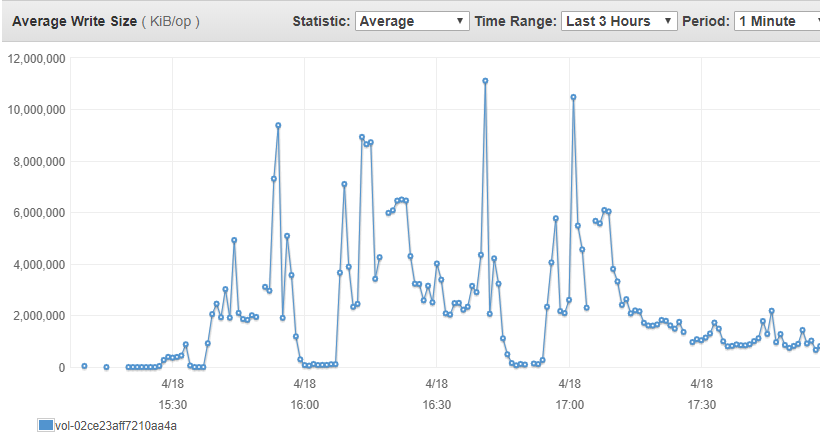 Average Write Size ( KiB/op ) Statistic: Average Time Range: Last 3 Hours Period: 1 Minute
12,000,000
10,000,000
8,000,000
6,000,000
4,000,000
2,000,000
0
4/18 4/18 4/18 4/18 4/18
15:30 16:00 16:30 17:00 17:30
vol-02ce23aff7210aa4a